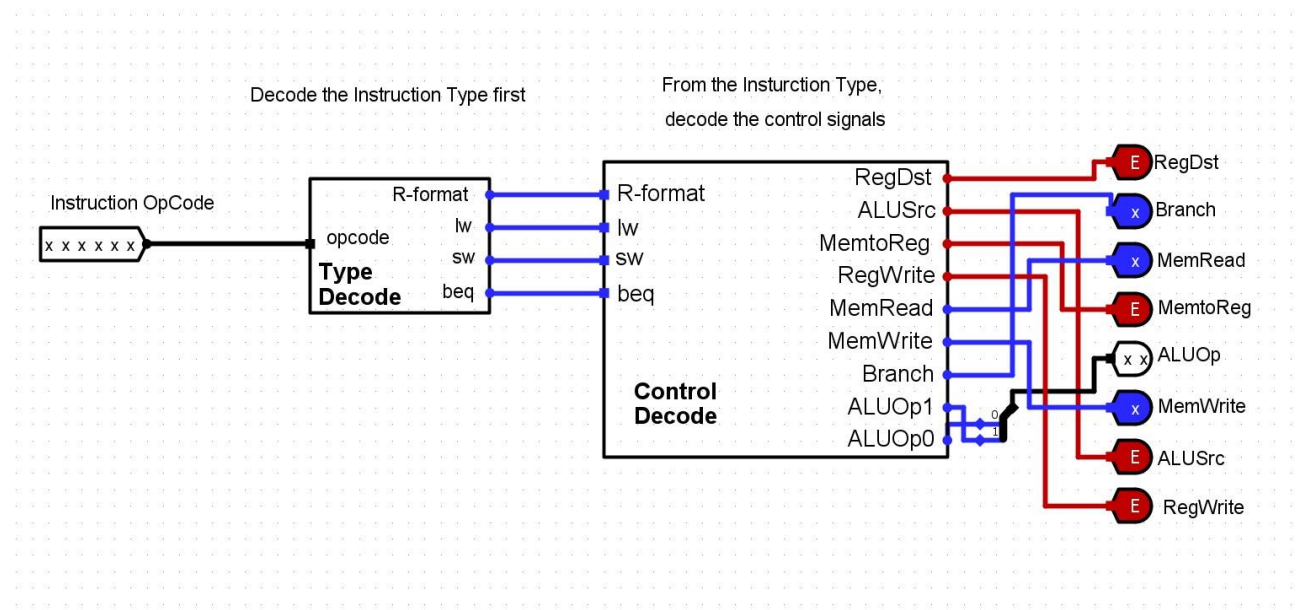 Decode the Instruction Type first
From the Insturction Type,
decode the control signals
Instruction OpCode
x x x x x x
opcode
Type
Decode
R-format
lw
sw
beq
R-format
lw
sw
beq
Control
Decode
RegDst
ALUSrc
MemtoReg
RegWrite
MemRead
MemWrite
Branch
ALUOp1
ALUOp0
0
1
E RegDst
x Branch
x MemRead
E MemtoReg
x x ALUOp
x MemWrite
E ALUSrc
E RegWrite